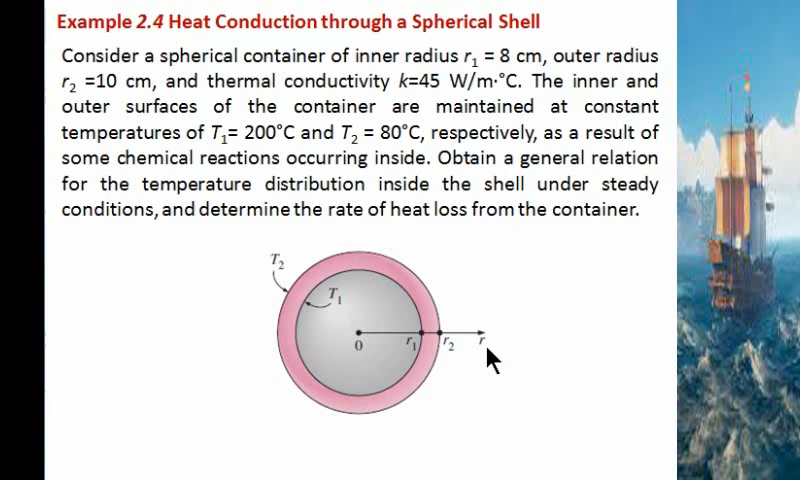 Example 2.4 Heat Conduction through a Spherical Shell
Consider a spherical container of inner radius r₁ = 8 cm, outer radius
r₂ =10 cm, and thermal conductivity k=45 W/m·°C. The inner and
outer surfaces of the container are maintained at constant
temperatures of T₁= 200°C and T₂ = 80°C, respectively, as a result of
some chemical reactions occurring inside. Obtain a general relation
for the temperature distribution inside the shell under steady
conditions, and determine the rate of heat loss from the container.
T₂
T₁
0 r₁ r₂ r